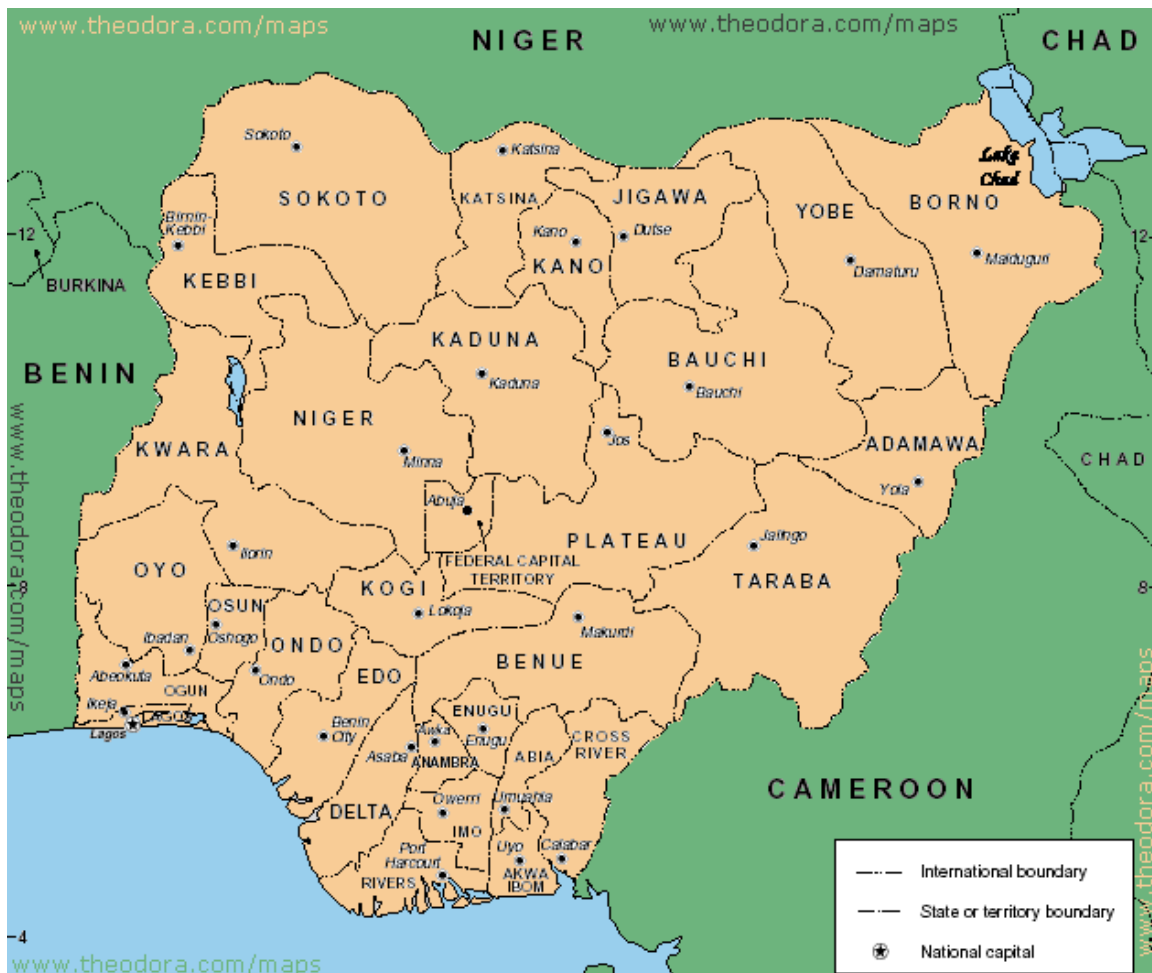 www.theodora.com/maps
www.theodora.com/maps
NIGER
CHAD
Sokoto
Katsina
Lake
Chad
SOKOTO
KATSINA
JIGAWA
YOBE
BORNO
Birnin-
Kebbi
Kano
Dutse
12
12
KANO
Damaturu
Maiduguri
KEBBI
BURKINA
KADUNA
BAUCHI
BENIN
Kaduna
Bauchi
NIGER
Jos
KWARA
ADAMAWA
Minna
CHAD
Yola
Abuja
Ilorin
PLATEAU
Jalingo
FEDERAL CAPITAL
TERRITORY
OYO
KOGI
TARABA
8
8
OSUN
Lokoja
Oshogo
Makurdi
Ibadan
ONDO
BENUE
Abeokuta
Ondo
EDO
OGUN
Ikeja
LAGOS
Lagos
ENUGU
Benin
City
Awka
Enugu
CROSS
RIVER
Asaba
ANAMBRA
ABIA
CAMEROON
DELTA
Owerri
Umuahia
IMO
Port
Harcourt
Uyo
Calabar
RIVERS
AKWA
IBOM
International boundary
State or territory boundary
National capital
4
www.theodora.com/maps
www.theodora.com/maps
www.theodora.com/maps